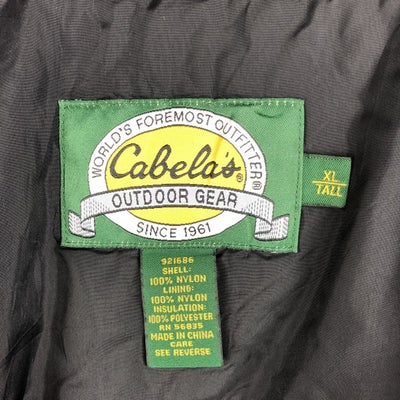 WORLD'S FOREMOST OUTFITTER®
Cabela's®
OUTDOOR GEAR
SINCE 1961
XL
TALL
921686
SHELL:
100% NYLON
LINING:
100% NYLON
INSULATION:
100% POLYESTER
RN 56835
MADE IN CHINA
CARE
SEE REVERSE